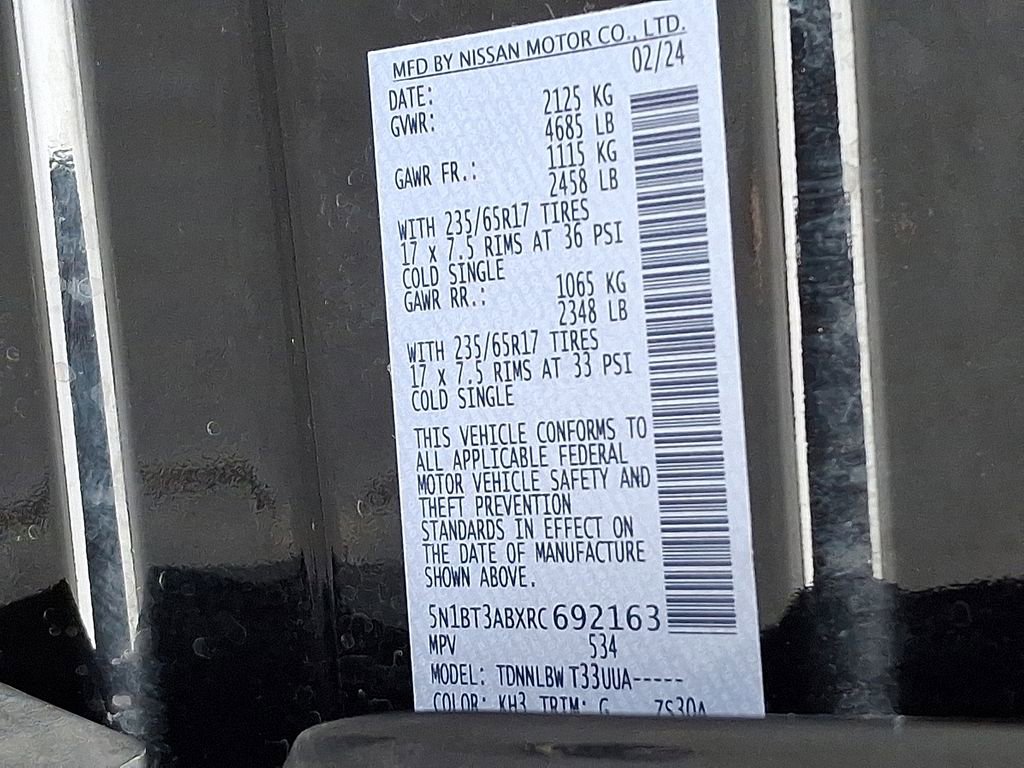 MFD BY NISSAN MOTOR CO., LTD.
DATE: 02/24
GVWR: 2125 KG
4685 LB
GAWR FR.: 1115 KG
2458 LB
WITH 235/65R17 TIRES
17 x 7.5 RIMS AT 36 PSI
COLD SINGLE
GAWR RR.: 1065 KG
2348 LB
WITH 235/65R17 TIRES
17 x 7.5 RIMS AT 33 PSI
COLD SINGLE
THIS VEHICLE CONFORMS TO
ALL APPLICABLE FEDERAL
MOTOR VEHICLE SAFETY AND
THEFT PREVENTION
STANDARDS IN EFFECT ON
THE DATE OF MANUFACTURE
SHOWN ABOVE.
5N1BT3ABXRC692163
MPV 534
MODEL: TDNNLBW T33UUA-----
COLOR: KH3 TRIM: G 7S30A